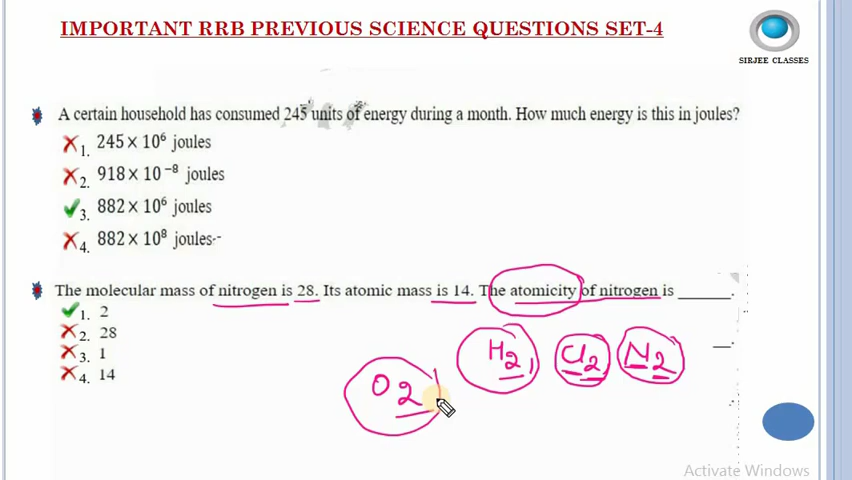 IMPORTANT RRB PREVIOUS SCIENCE QUESTIONS SET-4
SIRJEE CLASSES
A certain household has consumed 245 units of energy during a month. How much energy is this in joules?
1. 245 × 10⁶ joules
2. 918 × 10⁻⁸ joules
3. 882 × 10⁶ joules
4. 882 × 10⁸ joules
The molecular mass of nitrogen is 28. Its atomic mass is 14. The atomicity of nitrogen is ______.
1. 2
2. 28
3. 1
4. 14
H2, Cl2 N2
O2
Activate Windows